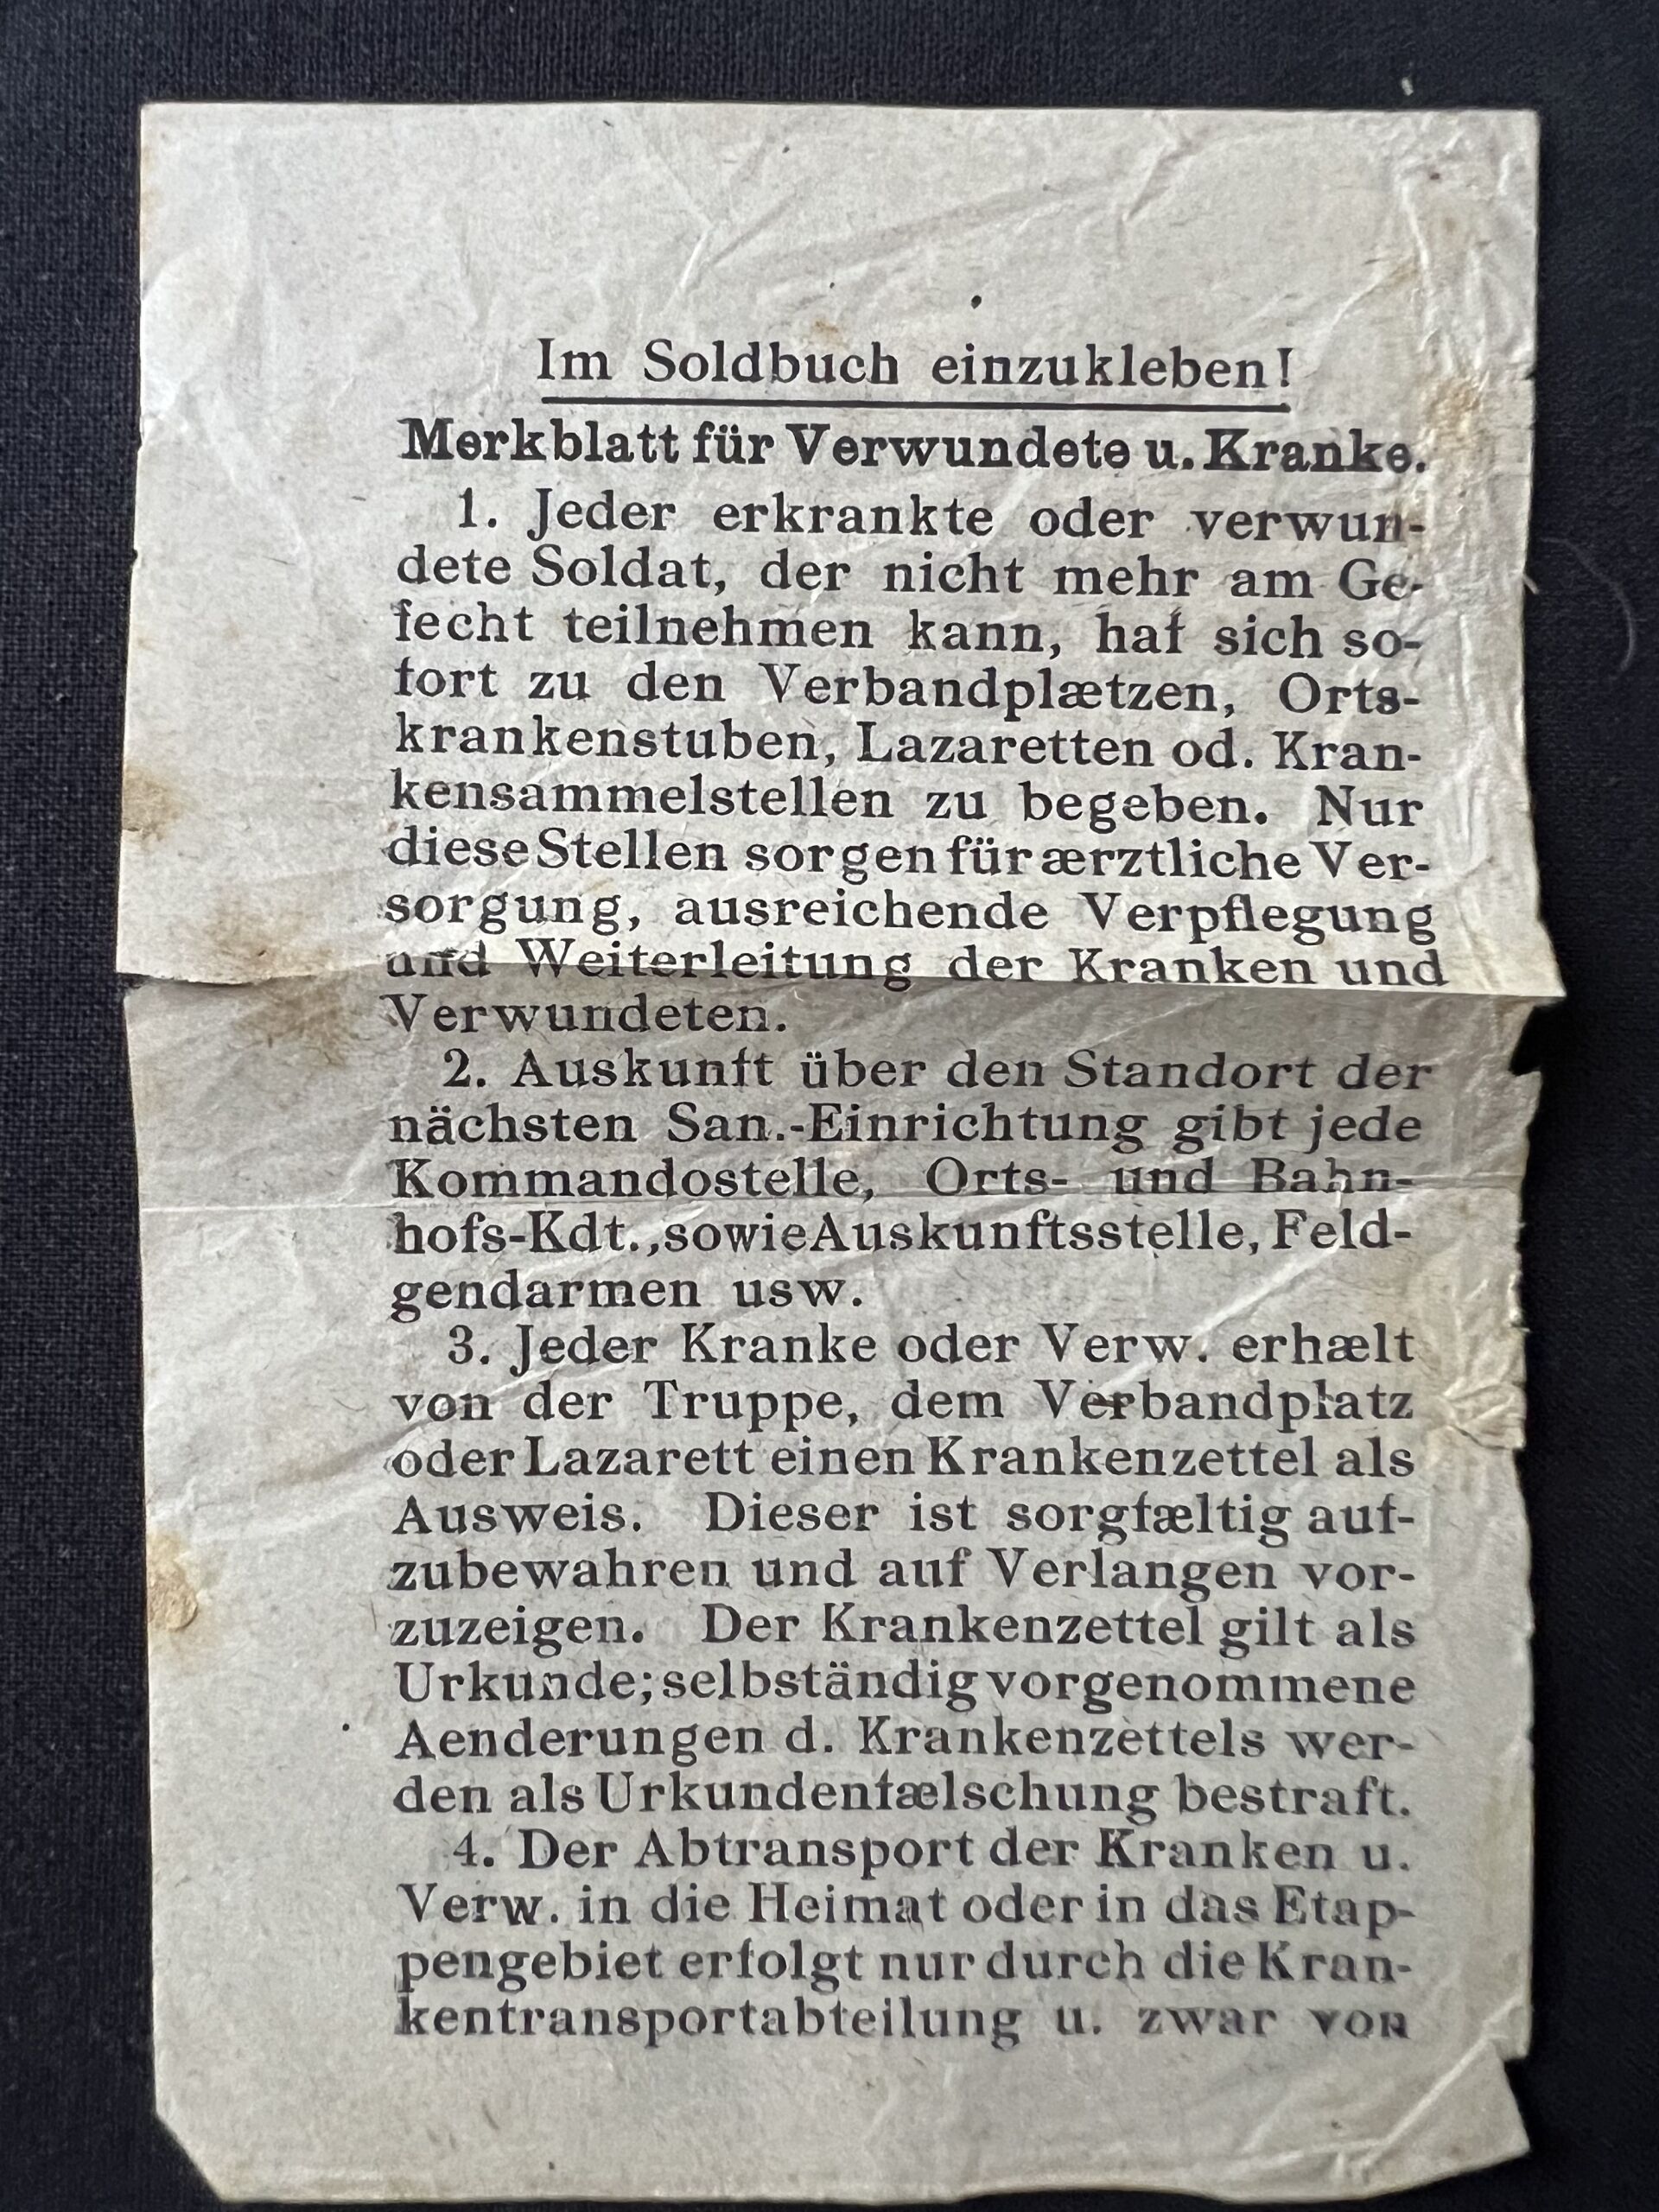 Im Soldbuch einzukleben!
Merkblatt für Verwundete u. Kranke.
1. Jeder erkrankte oder verwun-
dete Soldat, der nicht mehr am Ge-
fecht teilnehmen kann, hat sich so-
fort zu den Verbandplætzen, Orts-
krankenstuben, Lazaretten od. Kran-
kensammelstellen zu begeben. Nur
diese Stellen sorgen für ærztliche Ver-
sorgung, ausreichende Verpflegung
und Weiterleitung der Kranken und
Verwundeten.
2. Auskunft über den Standort der
nächsten San.-Einrichtung gibt jede
Kommandostelle, Orts- und Bahn-
hofs-Kdt., sowie Auskunftsstelle, Feld-
gendarmen usw.
3. Jeder Kranke oder Verw. erhælt
von der Truppe, dem Verbandplatz
oder Lazarett einen Krankenzettel als
Ausweis. Dieser ist sorgfæltig auf-
zubewahren und auf Verlangen vor-
zuzeigen. Der Krankenzettel gilt als
Urkunde; selbständig vorgenommene
Aenderungen d. Krankenzettels wer-
den als Urkundenfælschung bestraft.
4. Der Abtransport der Kranken u.
Verw. in die Heimat oder in das Etap-
pengebiet erfolgt nur durch die Kran-
kentransportabteilung u. zwar von